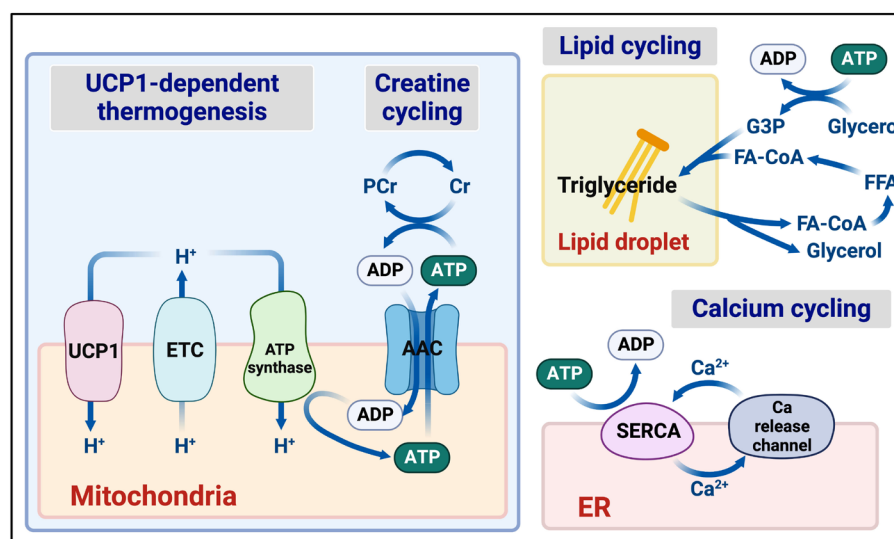 UCP1-dependent
thermogenesis
Creatine
cycling
PCr
Cr
H⁺
ADP
ATP
UCP1
ETC
ATP
synthase
AAC
ADP
ATP
H⁺
H⁺
H⁺
Mitochondria
Lipid cycling
ADP
ATP
G3P
Glycerol
FA-CoA
FFA
Triglyceride
FA-CoA
Glycerol
Lipid droplet
Calcium cycling
ATP
ADP
Ca²⁺
SERCA
Ca
release
channel
Ca²⁺
ER